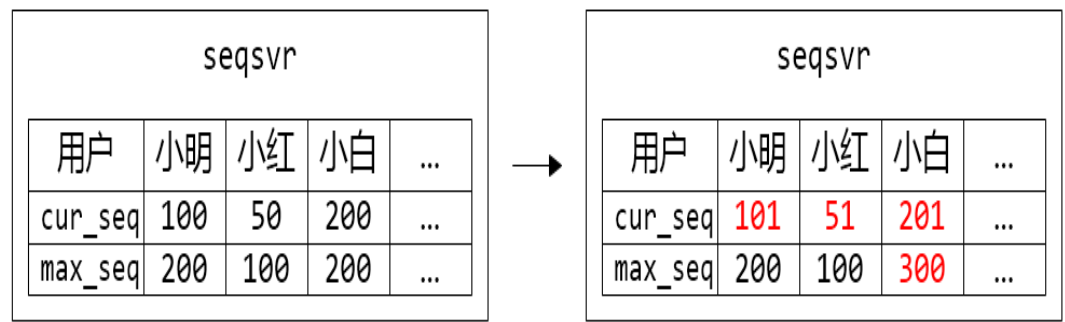 seqsvr
用户 小明 小红 小白 …
cur_seq 100 50 200 …
max_seq 200 100 200 …
seqsvr
用户 小明 小红 小白 …
cur_seq 101 51 201 …
max_seq 200 100 300 …